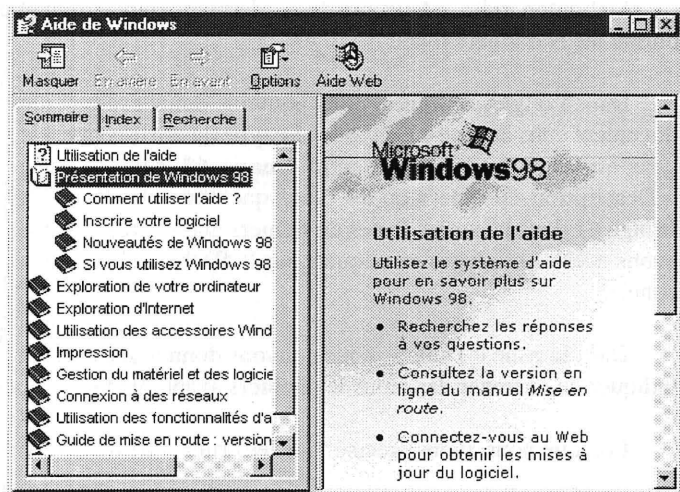 Aide de Windows
Masquer En arrière En avant Options Aide Web
Sommaire Index Recherche
Utilisation de l'aide
Présentation de Windows 98
Comment utiliser l'aide ?
Inscrire votre logiciel
Nouveautés de Windows 98
Si vous utilisez Windows 98
Exploration de votre ordinateur
Exploration d'Internet
Utilisation des accessoires Wind
Impression
Gestion du matériel et des logicie
Connexion à des réseaux
Utilisation des fonctionnalités d'a
Guide de mise en route : version
Microsoft
Windows 98
Utilisation de l'aide
Utilisez le système d'aide
pour en savoir plus sur
Windows 98.
• Recherchez les réponses
à vos questions.
• Consultez la version en
ligne du manuel Mise en
route.
• Connectez-vous au Web
pour obtenir les mises à
jour du logiciel.